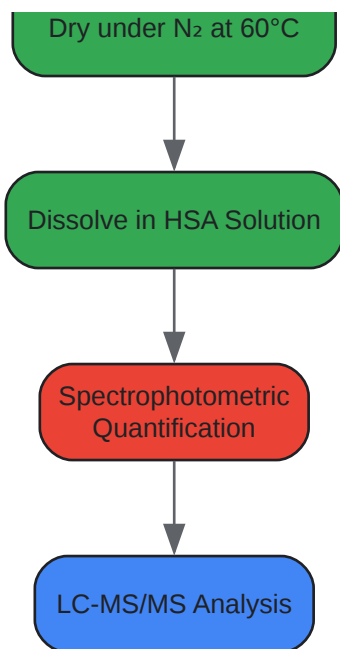 Dry under N₂ at 60°C
Dissolve in HSA Solution
Spectrophotometric
Quantification
LC-MS/MS Analysis